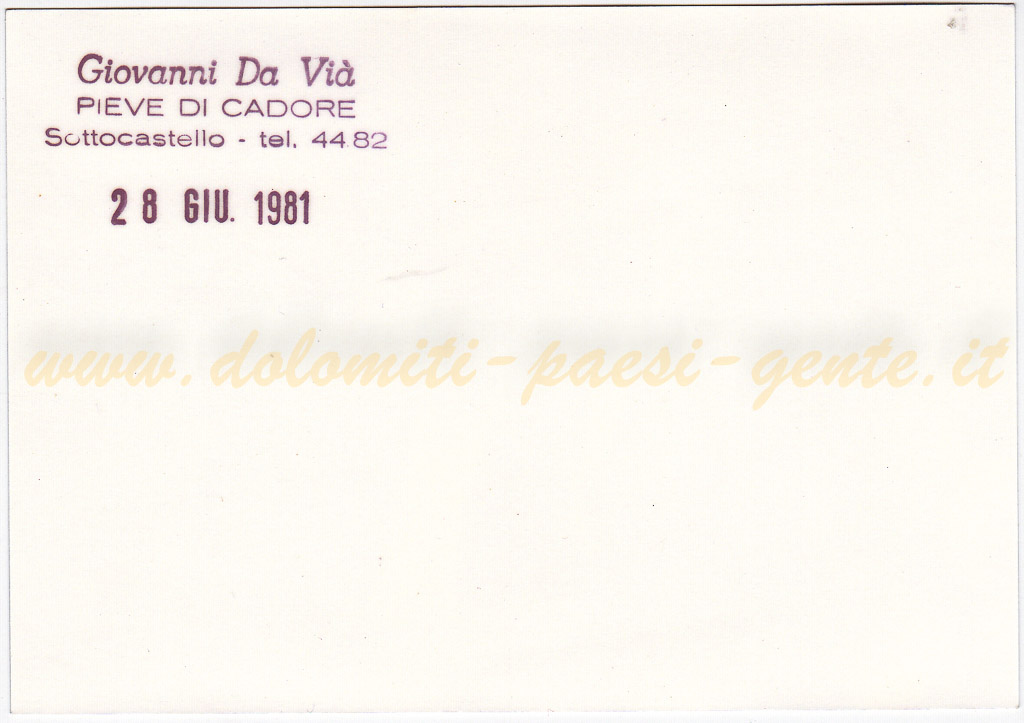 Giovanni Da Vià
PIEVE DI CADORE
Sottocastello - tel. 44 82
28 GIU. 1981
www.dolomiti-paesi-gente.it